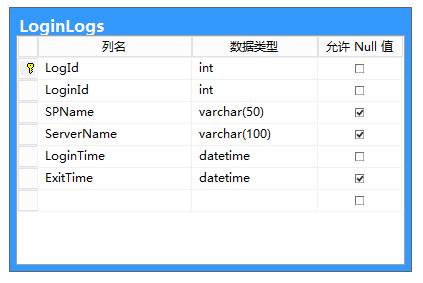 LoginLogs
列名 数据类型 允许 Null 值
LogId int
LoginId int
SPName varchar(50)
ServerName varchar(100)
LoginTime datetime
ExitTime datetime